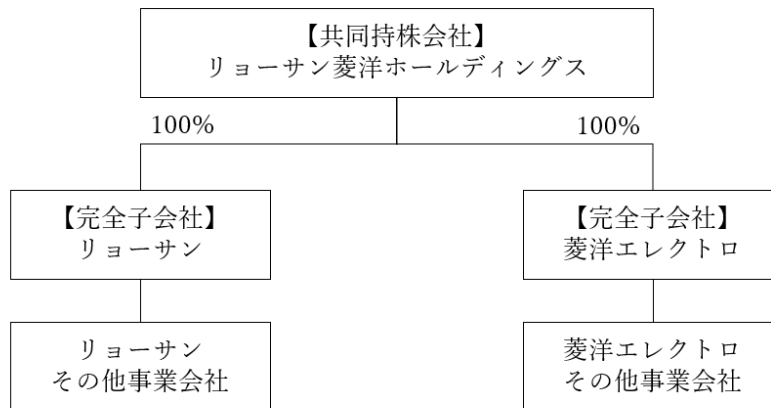 【共同持株会社】
リョーサン菱洋ホールディングス
100%
100%
【完全子会社】
リョーサン
【完全子会社】
菱洋エレクトロ
リョーサン
その他事業会社
菱洋エレクトロ
その他事業会社